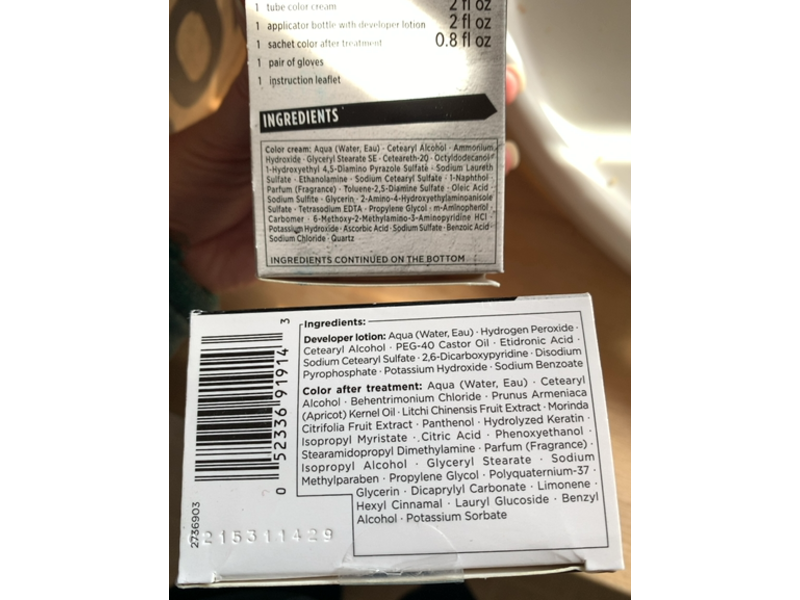 1 tube color cream 2 fl oz
1 applicator bottle with developer lotion 2 fl oz
1 sachet color after treatment 0.8 fl oz
1 pair of gloves
1 instruction leaflet
INGREDIENTS
Color cream: Aqua (Water, Eau) · Cetearyl Alcohol · Ammonium
Hydroxide · Glyceryl Stearate SE · Ceteareth-20 · Octyldodecanol
1-Hydroxyethyl 4,5-Diamino Pyrazole Sulfate · Sodium Laureth
Sulfate · Ethanolamine · Sodium Cetearyl Sulfate · 1-Naphthol
Parfum (Fragrance) · Toluene-2,5-Diamine Sulfate · Oleic Acid
Sodium Sulfite · Glycerin · 2-Amino-4-Hydroxyethylaminoanisole
Sulfate · Tetrasodium EDTA · Propylene Glycol · m-Aminophenol
Carbomer · 6-Methoxy-2-Methylamino-3-Aminopyridine HCl
Potassium Hydroxide · Ascorbic Acid · Sodium Sulfate · Benzoic Acid
Sodium Chloride · Quartz
INGREDIENTS CONTINUED ON THE BOTTOM
Ingredients:
Developer lotion: Aqua (Water, Eau) · Hydrogen Peroxide ·
Cetearyl Alcohol · PEG-40 Castor Oil · Etidronic Acid ·
Sodium Cetearyl Sulfate · 2,6-Dicarboxypyridine · Disodium
Pyrophosphate · Potassium Hydroxide · Sodium Benzoate
Color after treatment: Aqua (Water, Eau) · Cetearyl
Alcohol · Behentrimonium Chloride · Prunus Armeniaca
(Apricot) Kernel Oil · Litchi Chinensis Fruit Extract · Morinda
Citrifolia Fruit Extract · Panthenol · Hydrolyzed Keratin ·
Isopropyl Myristate · Citric Acid · Phenoxyethanol ·
Stearamidopropyl Dimethylamine · Parfum (Fragrance) ·
Isopropyl Alcohol · Glyceryl Stearate · Sodium
Methylparaben · Propylene Glycol · Polyquaternium-37 ·
Glycerin · Dicaprylyl Carbonate · Limonene ·
Hexyl Cinnamal · Lauryl Glucoside · Benzyl
Alcohol · Potassium Sorbate
0 52336 91914 3
2736903
215311429